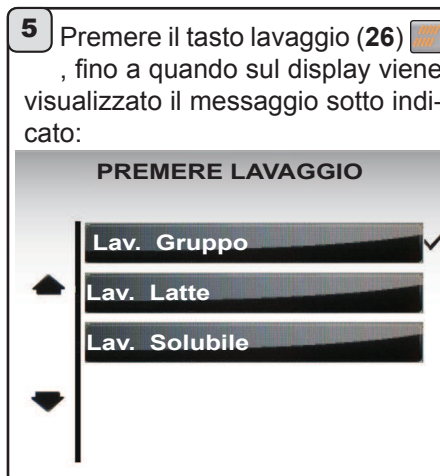 5 Premere il tasto lavaggio (26)
, fino a quando sul display viene
visualizzato il messaggio sotto indi-
cato:
PREMERE LAVAGGIO
Lav. Gruppo
Lav. Latte
Lav. Solubile